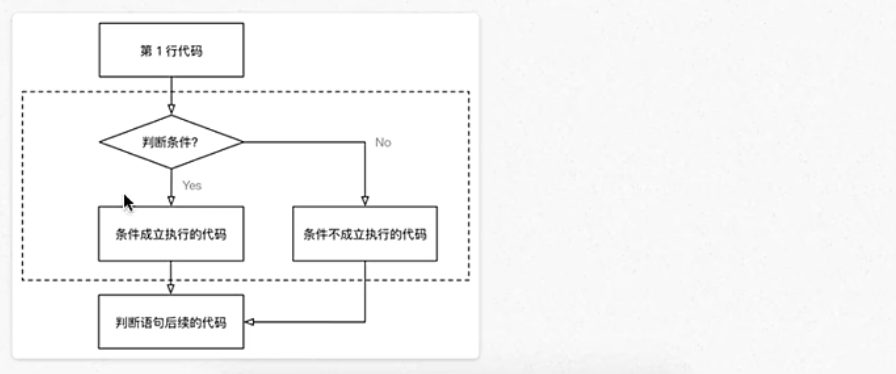 第 1 行代码
判断条件?
No
Yes
条件成立执行的代码
条件不成立执行的代码
判断语句后续的代码